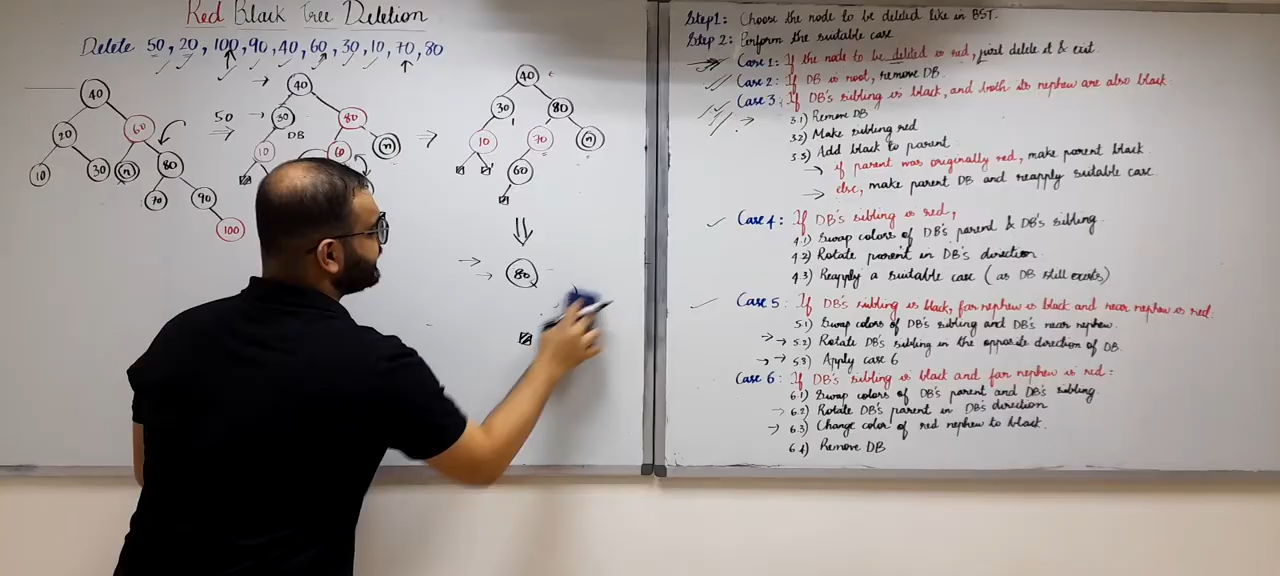 Red Black Tree Deletion
Delete 50, 20, 100, 90, 40, 60, 30, 10, 70, 80
40
20
60
10
30
n
80
70
90
100
50
40
30
80
DB
10
60
n
40
30
80
10
70
n
60
80
Step1: Choose the node to be deleted like in BST.
Step 2: Perform the suitable case
Case 1: If the node to be deleted is red, just delete it & exit.
Case 2: If DB is root, remove DB.
Case 3: If DB's sibling is black, and both its nephew are also black.
3.1) Remove DB
3.2) Make sibling red
3.3) Add black to parent.
→ if parent was originally red, make parent black.
→ else, make parent DB and reapply suitable case.
Case 4: If DB's sibling is red,
4.1) Swap colors of DB's parent & DB's sibling.
4.2) Rotate parent in DB's direction.
4.3) Reapply a suitable case (as DB still exists)
Case 5: If DB's sibling is black, far nephew is black and near nephew is red.
5.1) Swap colors of DB's sibling and DB's near nephew.
5.2) Rotate DB's sibling in the opposite direction of DB.
5.3) Apply case 6
Case 6: If DB's sibling is black and far nephew is red:
6.1) Swap colors of DB's parent and DB's sibling
6.2) Rotate DB's parent in DB's direction
6.3) Change color of red nephew to black.
6.4) Remove DB